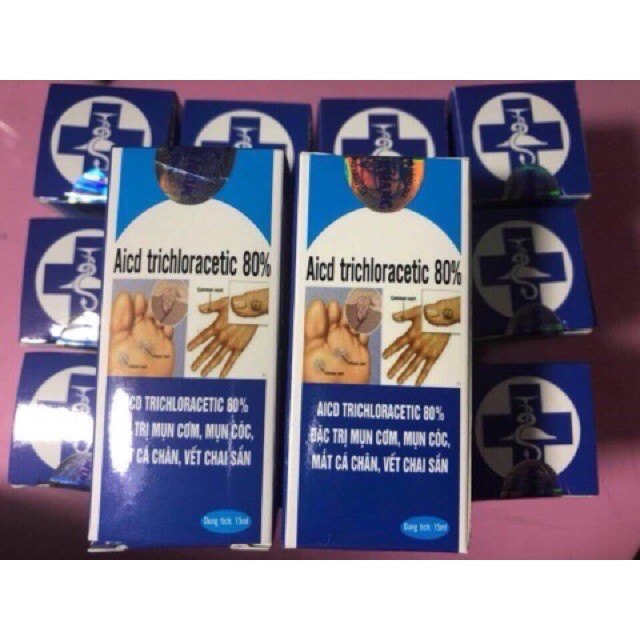 Aicd trichloracetic 80%
Common wart
AICD TRICHLORACETIC 80%
TRỊ MỤN CƠM, MỤN CÓC,
CÁ CHÂN, VẾT CHAI SẦN
Dung tích: 15ml
Aicd trichloracetic 80%
Common wart
AICD TRICHLORACETIC 80%
ĐẶC TRỊ MỤN CƠM, MỤN CÓC,
MẮT CÁ CHÂN, VẾT CHAI SẦN
Dung tích: 15ml